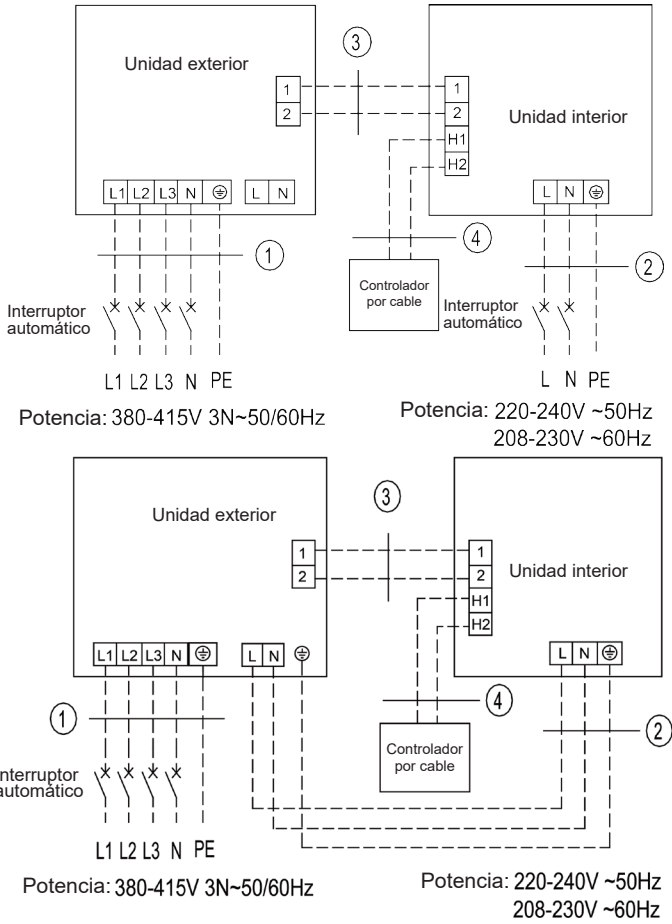 Unidad exterior
3
1
2
1
2
H1
H2
Unidad interior
L1 L2 L3 N L N
L N
1
4
2
Controlador
por cable
Interruptor
automático
Interruptor
automático
L1 L2 L3 N PE
L N PE
Potencia: 380-415V 3N~50/60Hz
Potencia: 220-240V ~50Hz
208-230V ~60Hz
Unidad exterior
3
1
2
1
2
H1
H2
Unidad interior
L1 L2 L3 N L N
L N
1
4
2
Controlador
por cable
Interruptor
automático
L1 L2 L3 N PE
Potencia: 380-415V 3N~50/60Hz
Potencia: 220-240V ~50Hz
208-230V ~60Hz